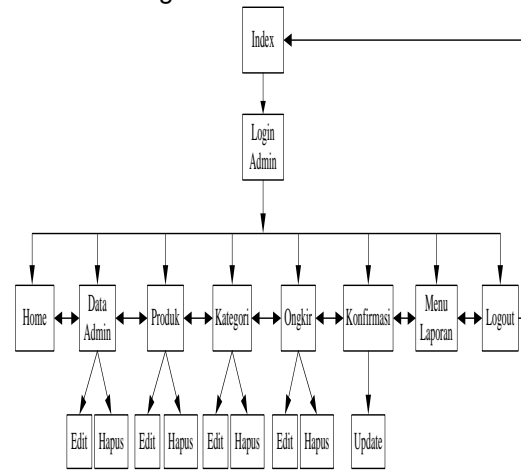 Index
Login
Admin
Home
Data
Admin
Produk
Kategori
Ongkir
Konfirmasi
Menu
Laporan
Logout
Edit
Hapus
Edit
Hapus
Edit
Hapus
Edit
Hapus
Update